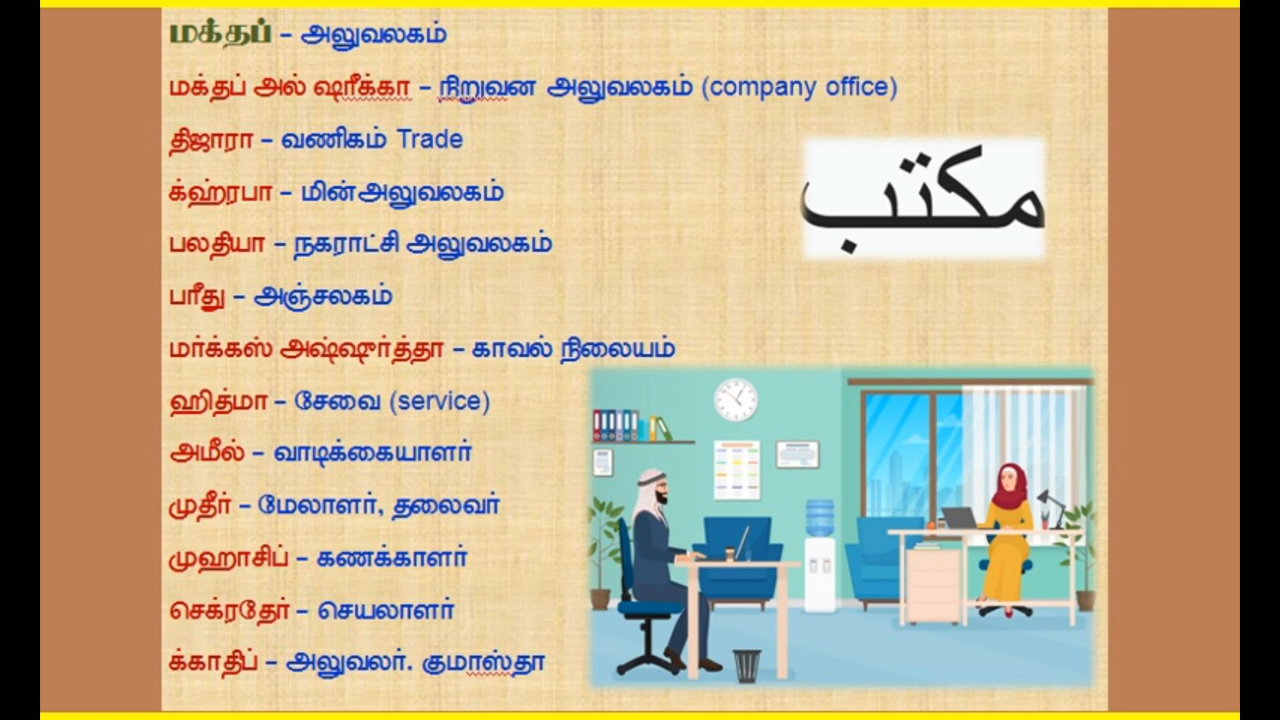 மக்தப் – அலுவலகம்
மக்தப் அல் ஷரீக்கா – நிறுவன அலுவலகம் (company office)
திஜாரா – வணிகம் Trade
مكتب
க்ஹ்ரபா – மின்அலுவலகம்
பலதியா – நகராட்சி அலுவலகம்
பரீது – அஞ்சலகம்
மர்க்கஸ் அஷ்ஷுர்த்தா – காவல் நிலையம்
ஹித்மா – சேவை (service)
அமீல் – வாடிக்கையாளர்
முதீர் – மேலாளர், தலைவர்
முஹாசிப் – கணக்காளர்
செக்ரதேர் – செயலாளர்
க்காதிப் – அலுவலர். குமாஸ்தா